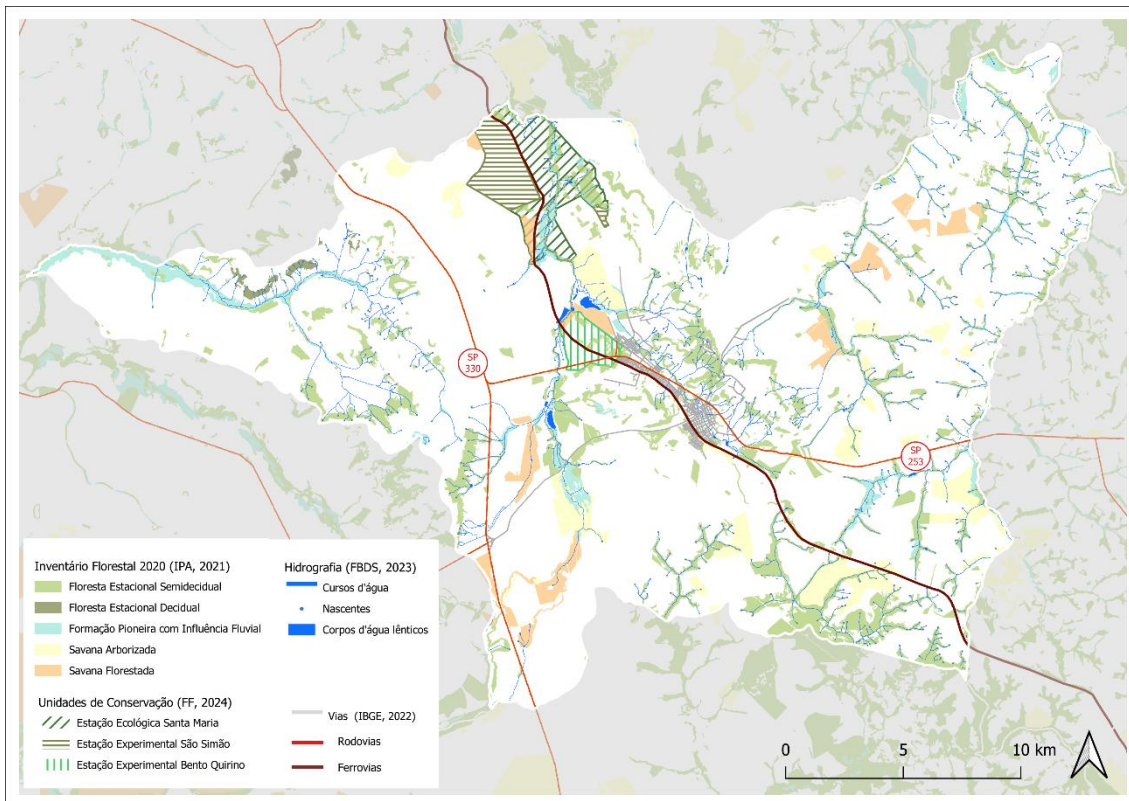 SP
330
SP
253
Inventário Florestal 2020 (IPA, 2021)
Floresta Estacional Semidecidual
Floresta Estacional Decidual
Formação Pioneira com Influência Fluvial
Savana Arborizada
Savana Florestada
Hidrografia (FBDS, 2023)
Cursos d'água
Nascentes
Corpos d'água lênticos
Unidades de Conservação (FF, 2024)
Estação Ecológica Santa Maria
Estação Experimental São Simão
Estação Experimental Bento Quirino
Vias (IBGE, 2022)
Rodovias
Ferrovias
0 5 10 km